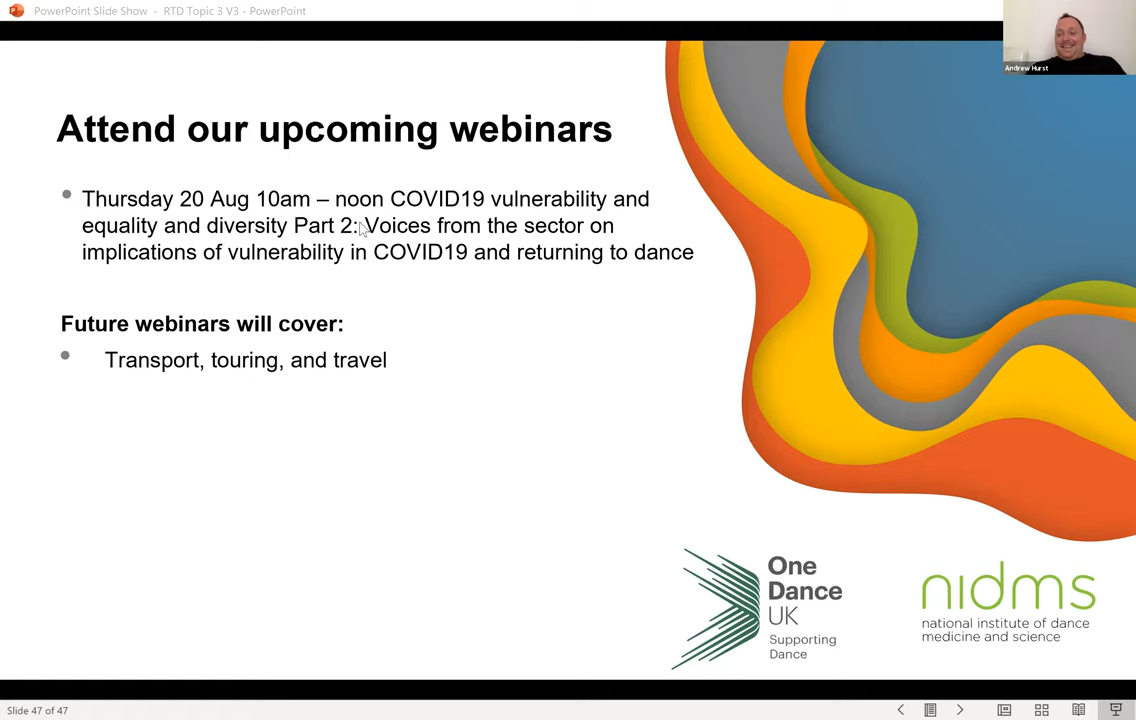 PowerPoint Slide Show - RTD Topic 3 V3 - PowerPoint
Andrew Hurst
Attend our upcoming webinars
Thursday 20 Aug 10am – noon COVID19 vulnerability and
equality and diversity Part 2: Voices from the sector on
implications of vulnerability in COVID19 and returning to dance
Future webinars will cover:
Transport, touring, and travel
One
Dance
UK
Supporting
Dance
nidms
national institute of dance
medicine and science
Slide 47 of 47